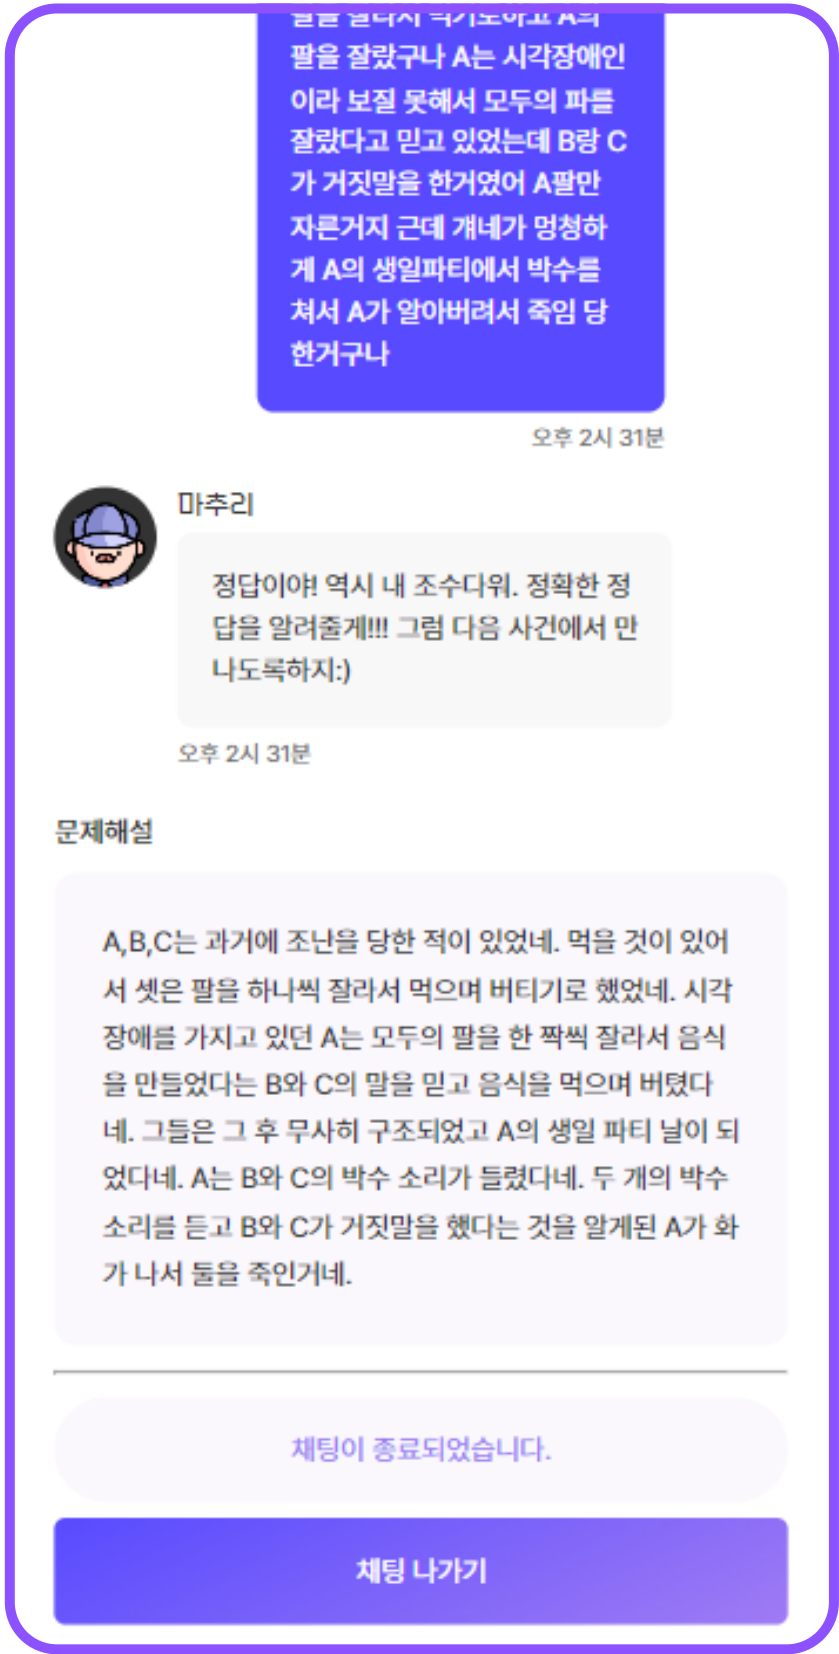 팔을 잘라서 먹기로하고 A의
팔을 잘랐구나 A는 시각장애인
이라 보질 못해서 모두의 파를
잘랐다고 믿고 있었는데 B랑 C
가 거짓말을 한거였어 A팔만
자른거지 근데 걔네가 멍청하
게 A의 생일파티에서 박수를
쳐서 A가 알아버려서 죽임 당
한거구나
오후 2시 31분
마추리
정답이야! 역시 내 조수다워. 정확한 정
답을 알려줄게!!! 그럼 다음 사건에서 만
나도록하지:)
오후 2시 31분
문제해설
A,B,C는 과거에 조난을 당한 적이 있었네. 먹을 것이 있어
서 셋은 팔을 하나씩 잘라서 먹으며 버티기로 했었네. 시각
장애를 가지고 있던 A는 모두의 팔을 한 짝씩 잘라서 음식
을 만들었다는 B와 C의 말을 믿고 음식을 먹으며 버텼다
네. 그들은 그 후 무사히 구조되었고 A의 생일 파티 날이 되
었다네. A는 B와 C의 박수 소리가 들렸다네. 두 개의 박수
소리를 듣고 B와 C가 거짓말을 했다는 것을 알게된 A가 화
가 나서 둘을 죽인거네.
채팅이 종료되었습니다.
채팅 나가기